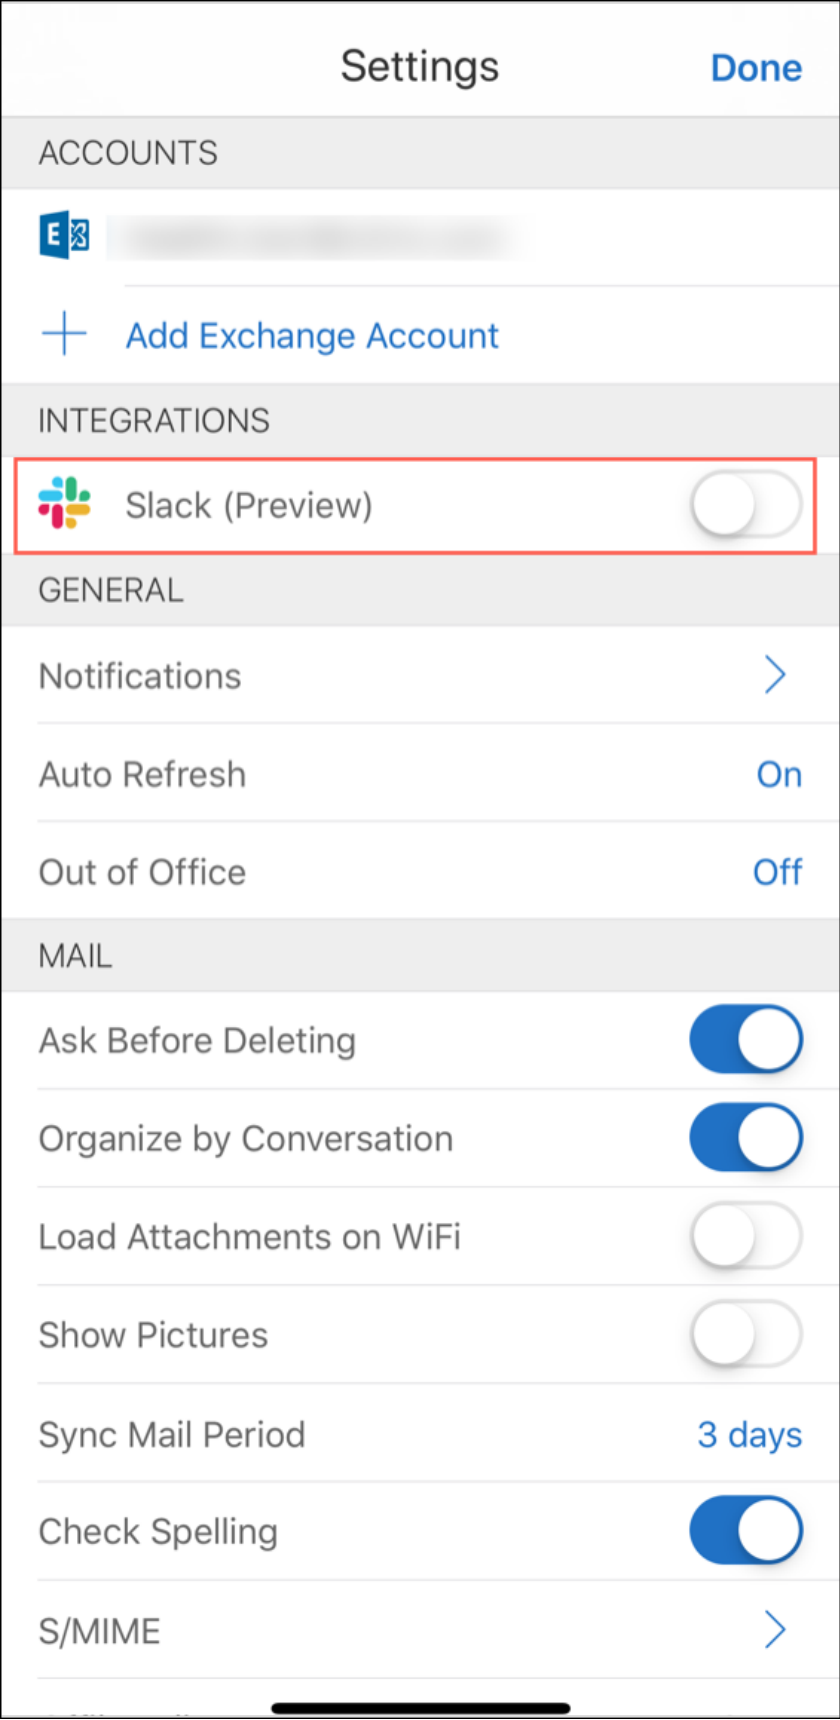 Settings
Done
ACCOUNTS
E
Add Exchange Account
INTEGRATIONS
Slack (Preview)
GENERAL
Notifications
Auto Refresh
On
Out of Office
Off
MAIL
Ask Before Deleting
Organize by Conversation
Load Attachments on WiFi
Show Pictures
Sync Mail Period
3 days
Check Spelling
S/MIME